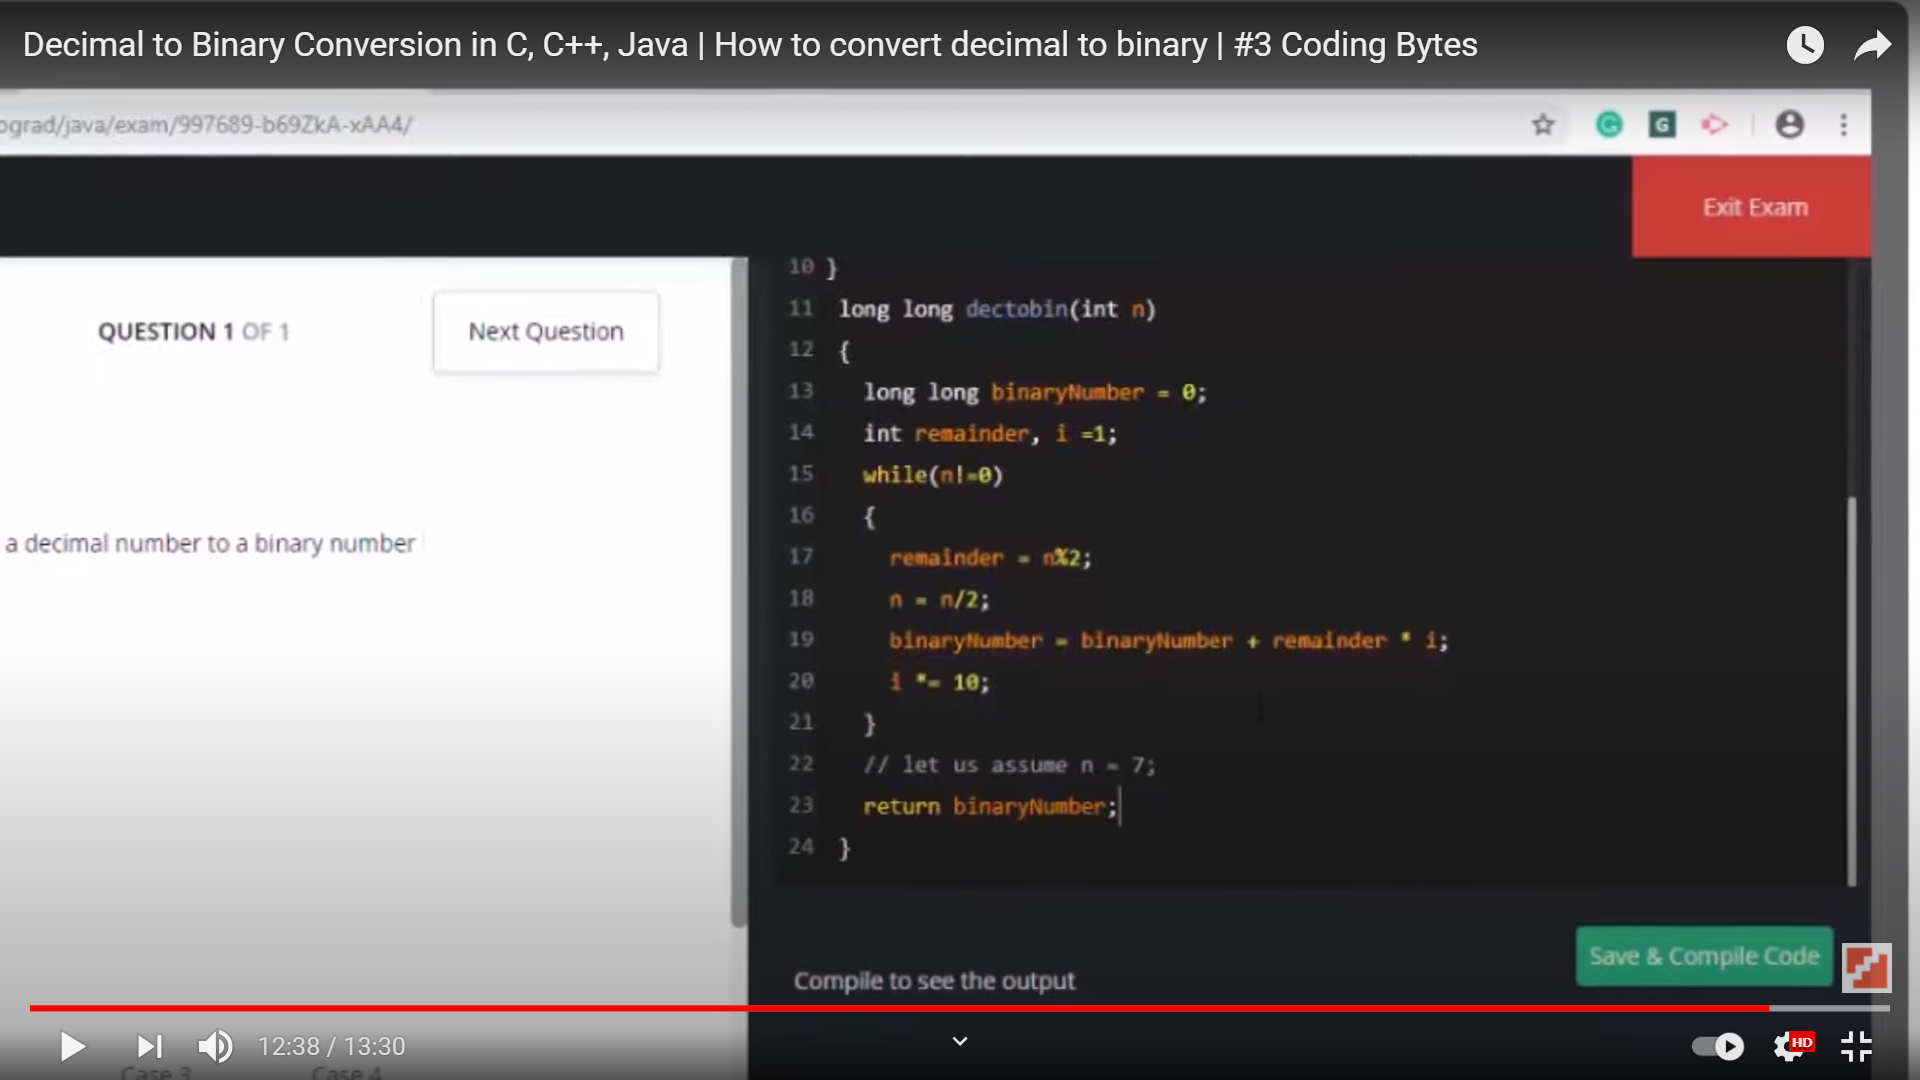 Decimal to Binary Conversion in C, C++, Java | How to convert decimal to binary | #3 Coding Bytes
ograd/java/exam/997689-b69ZkA-xAA4/
Exit Exam
QUESTION 1 OF 1
Next Question
a decimal number to a binary number
10 }
11 long long dectobin(int n)
12 {
13 long long binaryNumber = 0;
14 int remainder, i =1;
15 while(n!=0)
16 {
17 remainder = n%2;
18 n = n/2;
19 binaryNumber = binaryNumber + remainder * i;
20 i *= 10;
21 }
22 // let us assume n = 7;
23 return binaryNumber;
24 }
Save & Compile Code
Compile to see the output
12:38 / 13:30
HD
Case 3
Case 4